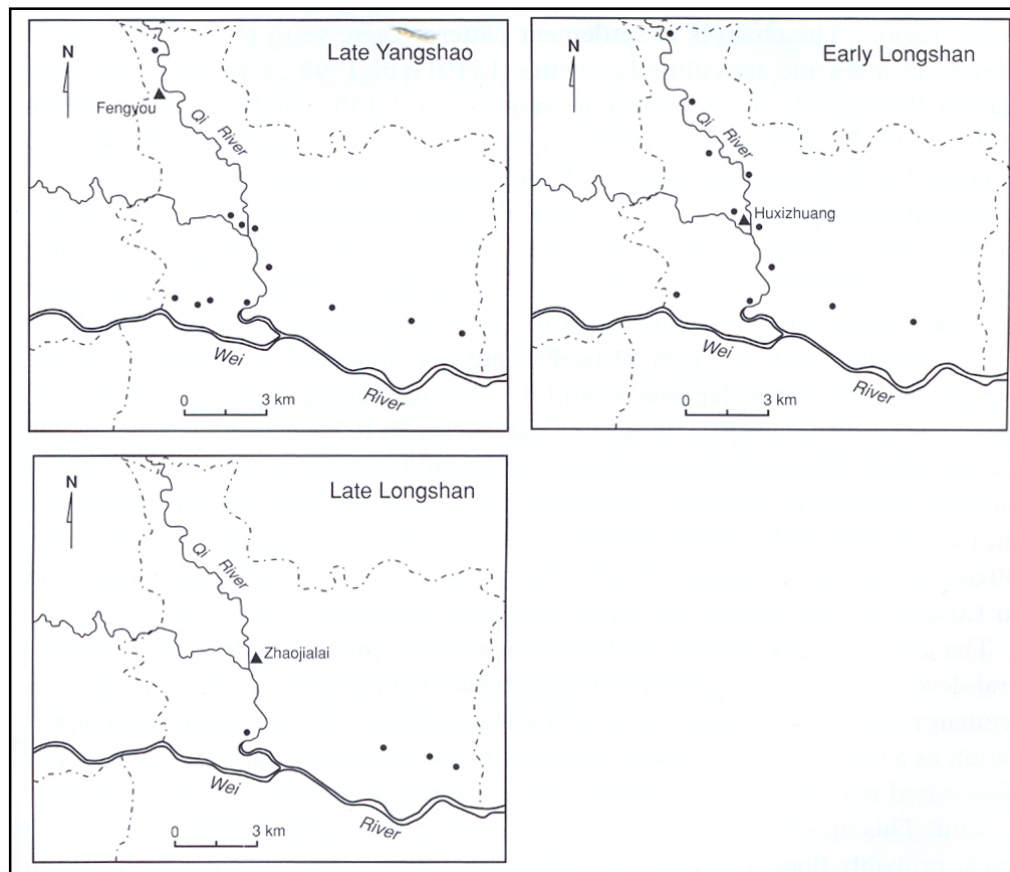 Late Yangshao
N
Fengyou
Qi River
Wei River
0 3 km
Early Longshan
N
Qi River
Huxizhuang
Wei River
0 3 km
Late Longshan
N
Qi River
Zhaojialai
Wei River
0 3 km